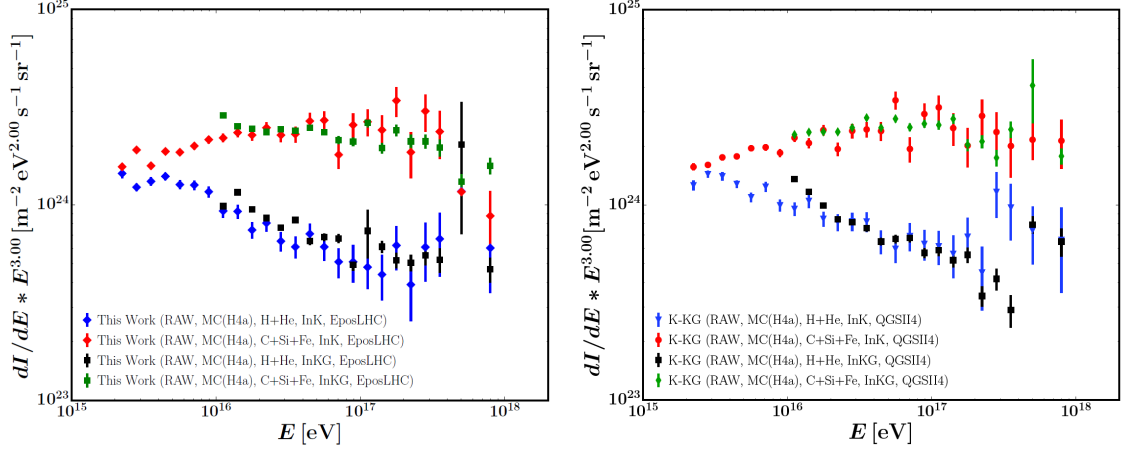 10^25
10^24
10^23
dI/dE * E^3.00 [m^−2 eV^2.00 s^−1 sr^−1]
This Work (RAW, MC(H4a), H+He, InK, EposLHC)
This Work (RAW, MC(H4a), C+Si+Fe, InK, EposLHC)
This Work (RAW, MC(H4a), H+He, InKG, EposLHC)
This Work (RAW, MC(H4a), C+Si+Fe, InKG, EposLHC)
10^15 10^16 10^17 10^18
E [eV]
10^25
10^24
10^23
dI/dE * E^3.00 [m^−2 eV^2.00 s^−1 sr^−1]
K-KG (RAW, MC(H4a), H+He, InK, QGSII4)
K-KG (RAW, MC(H4a), C+Si+Fe, InK, QGSII4)
K-KG (RAW, MC(H4a), H+He, InKG, QGSII4)
K-KG (RAW, MC(H4a), C+Si+Fe, InKG, QGSII4)
10^15 10^16 10^17 10^18
E [eV]